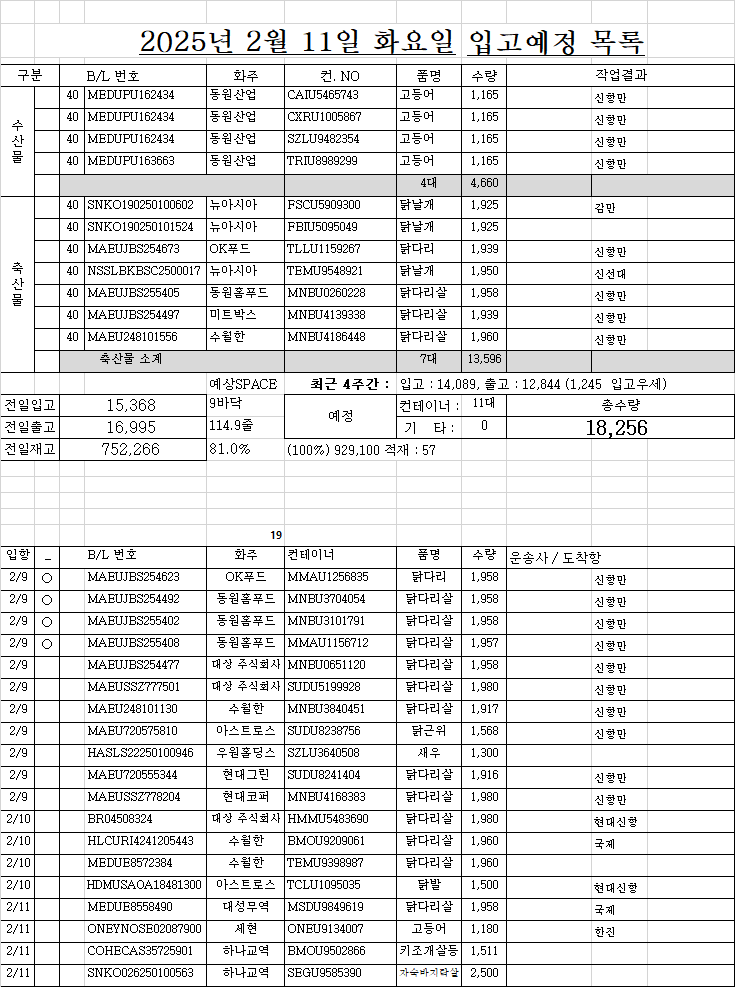 2025년 2월 11일 화요일 입고예정 목록
구분 B/L 번호 화주 컨. NO 품명 수량 작업결과
수산물
40 MEDUPU162434 동원산업 CAIU5465743 고등어 1,165 신항만
40 MEDUPU162434 동원산업 CXRU1005867 고등어 1,165 신항만
40 MEDUPU162434 동원산업 SZLU9482354 고등어 1,165 신항만
40 MEDUPU163663 동원산업 TRIU8989299 고등어 1,165 신항만
4대 4,660
축산물
40 SNKO190250100602 뉴아시아 FSCU5909300 닭날개 1,925 감만
40 SNKO190250101524 뉴아시아 FBIU5095049 닭날개 1,925
40 MAEUJBS254673 OK푸드 TLLU1159267 닭다리 1,939 신항만
40 NSSLBKBSC2500017 뉴아시아 TEMU9548921 닭날개 1,950 신선대
40 MAEUJBS255405 동원홈푸드 MNBU0260228 닭다리살 1,958 신항만
40 MAEUJBS254497 미트박스 MNBU4139338 닭다리살 1,939 신항만
40 MAEU248101556 수월한 MNBU4186448 닭다리살 1,960 신항만
축산물 소계 7대 13,596
예상SPACE 최근 4주간 : 입고 : 14,089, 출고 : 12,844 (1,245 입고우세)
전일입고 15,368 9바닥 예정 컨테이너 : 11대 총수량
전일출고 16,995 114.9줄 기 타 : 0 18,256
전일재고 752,266 81.0% (100%) 929,100 적재 : 57
19
입항 _ B/L 번호 화주 컨테이너 품명 수량 운송사 / 도착항
2/9 ○ MAEUJBS254623 OK푸드 MMAU1256835 닭다리 1,958 신항만
2/9 ○ MAEUJBS254492 동원홈푸드 MNBU3704054 닭다리살 1,958 신항만
2/9 ○ MAEUJBS255402 동원홈푸드 MNBU3101791 닭다리살 1,958 신항만
2/9 ○ MAEUJBS255408 동원홈푸드 MMAU1156712 닭다리살 1,957 신항만
2/9 MAEUJBS254477 대상 주식회사 MNBU0651120 닭다리살 1,958 신항만
2/9 MAEUSSZ777501 대상 주식회사 SUDU5199928 닭다리살 1,980 신항만
2/9 MAEU248101130 수월한 MNBU3840451 닭다리살 1,917 신항만
2/9 MAEU720575810 아스트로스 SUDU8238756 닭근위 1,568 신항만
2/9 HASLS22250100946 우원홀딩스 SZLU3640508 새우 1,300
2/9 MAEU720555344 현대그린 SUDU8241404 닭다리살 1,916 신항만
2/9 MAEUSSZ778204 현대코퍼 MNBU4168383 닭다리살 1,980 신항만
2/10 BR04508324 대상 주식회사 HMMU5483690 닭다리살 1,980 현대신항
2/10 HLCURI4241205443 수월한 BMOU9209061 닭다리살 1,960 국제
2/10 MEDUE8572384 수월한 TEMU9398987 닭다리살 1,960
2/10 HDMUSAOA18481300 아스트로스 TCLU1095035 닭발 1,500 현대신항
2/11 MEDUE8558490 대성무역 MSDU9849619 닭다리살 1,958 국제
2/11 ONEYNOSE02087900 세현 ONEU9134007 고등어 1,180 한진
2/11 COHECAS35725901 하나교역 BMOU9502866 키조개살등 1,511
2/11 SNKO026250100563 하나교역 SEGU9585390 자숙바지락살 2,500